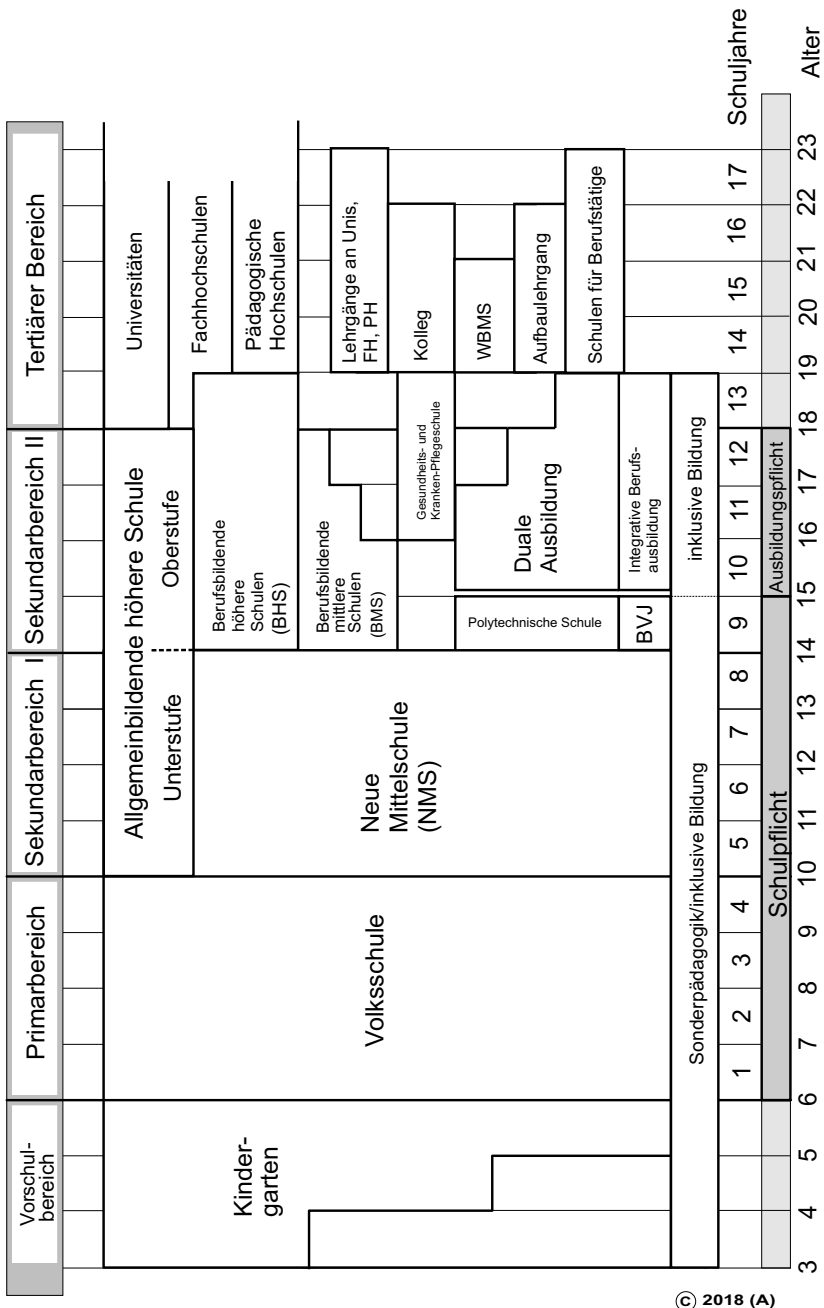 Vorschul-
bereich
Primarbereich
Sekundarbereich I
Sekundarbereich II
Tertiärer Bereich
Kinder-
garten
Volksschule
Allgemeinbildende höhere Schule
Unterstufe
Oberstufe
Neue
Mittelschule
(NMS)
Berufsbildende
höhere
Schulen
(BHS)
Berufsbildende
mittlere
Schulen
(BMS)
Gesundheits- und
Kranken-Pflegeschule
Polytechnische Schule
Duale
Ausbildung
BVJ
Integrative Berufs-
ausbildung
Universitäten
Fachhochschulen
Pädagogische
Hochschulen
Lehrgänge an Unis,
FH, PH
Kolleg
WBMS
Aufbaulehrgang
Schulen für Berufstätige
Sonderpädagogik/inklusive Bildung
inklusive Bildung
1 2 3 4 5 6 7 8 9 10 11 12 13 14 15 16 17 Schuljahre
Schulpflicht
Ausbildungspflicht
3 4 5 6 7 8 9 10 11 12 13 14 15 16 17 18 19 20 21 22 23 Alter
© 2018 (A)